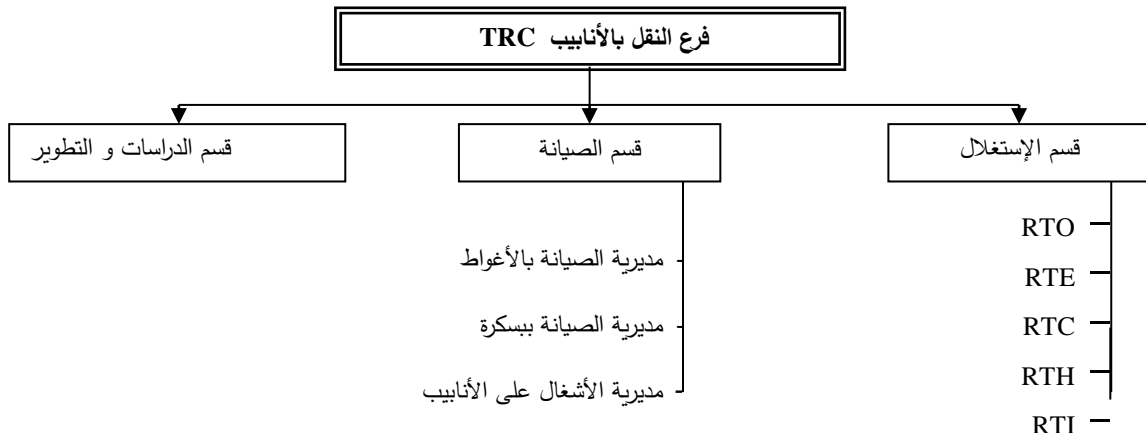 فرع النقل بالأنابيب TRC
قسم الإستغلال
قسم الصيانة
قسم الدراسات و التطوير
RTO
RTE
RTC
RTH
RTI
مديرية الصيانة بالأغواط
مديرية الصيانة ببسكرة
مديرية الأشغال على الأنابيب